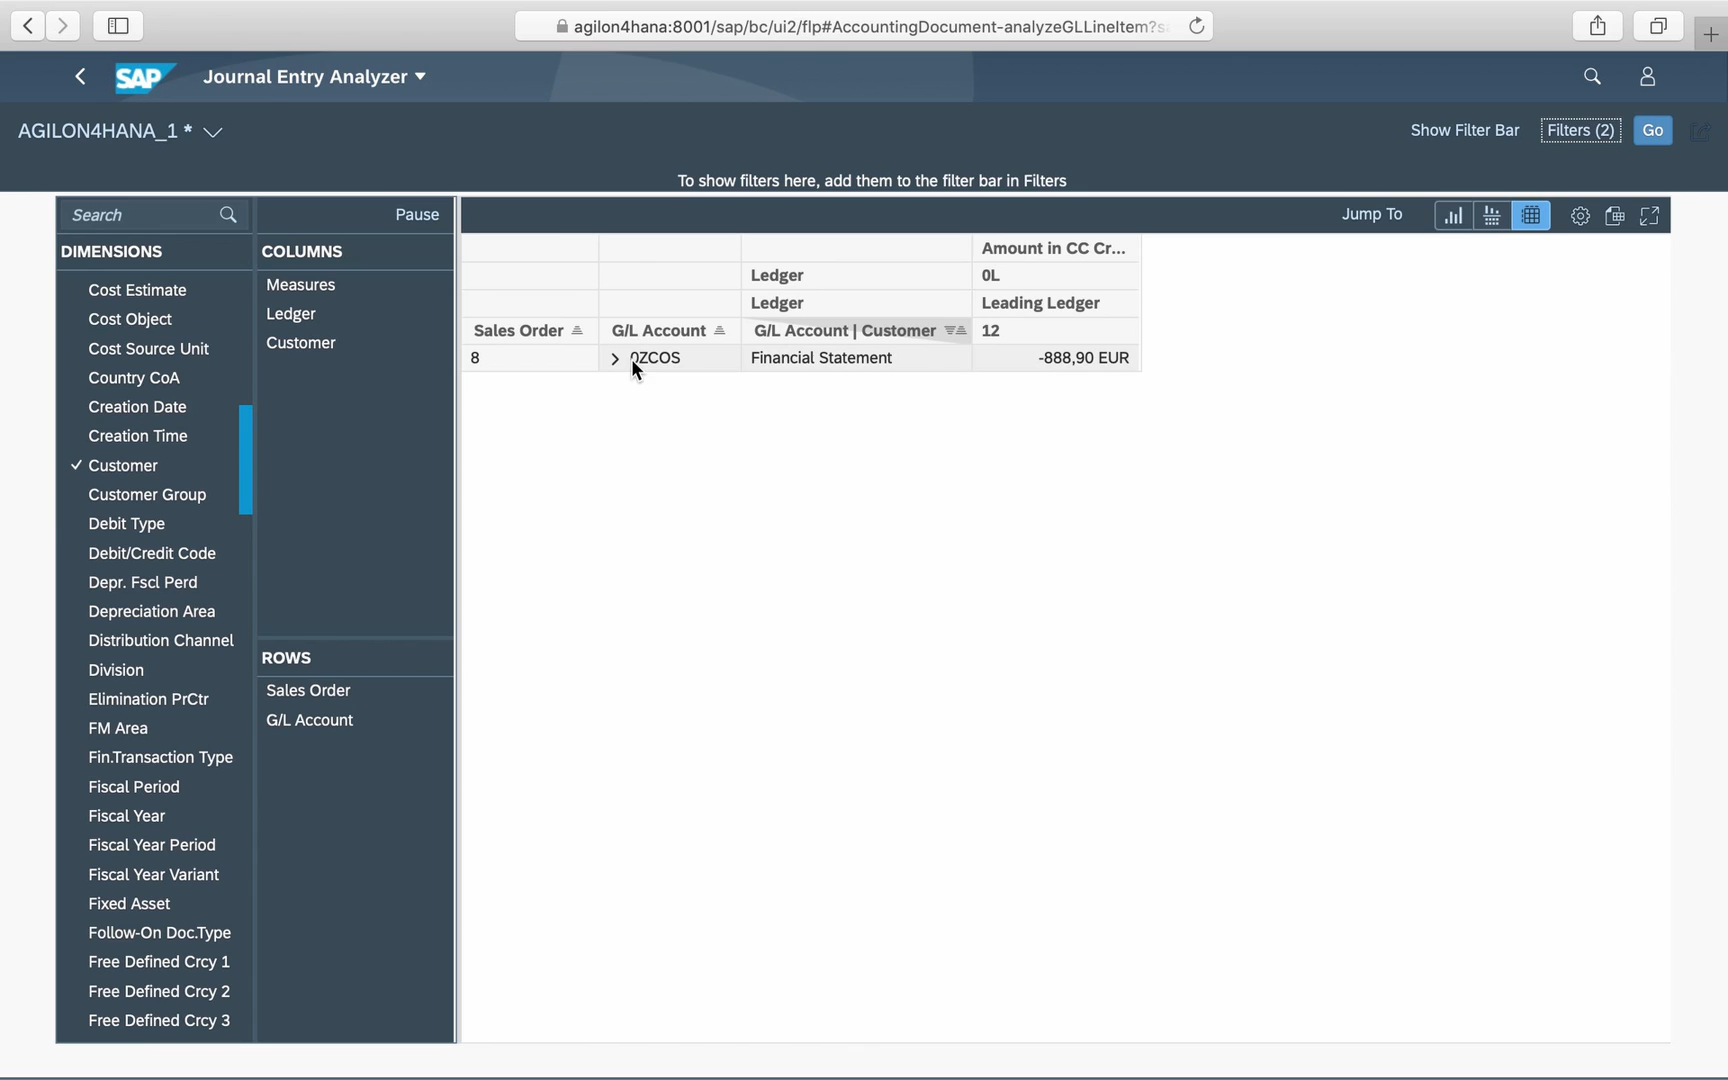 agilon4hana:8001/sap/bc/ui2/flp#AccountingDocument-analyzeGLLineItem?s
SAP Journal Entry Analyzer
AGILON4HANA_1 *
Show Filter Bar Filters (2) Go
To show filters here, add them to the filter bar in Filters
Search
Pause
Jump To
DIMENSIONS
Cost Estimate
Cost Object
Cost Source Unit
Country CoA
Creation Date
Creation Time
Customer
Customer Group
Debit Type
Debit/Credit Code
Depr. Fscl Perd
Depreciation Area
Distribution Channel
Division
Elimination PrCtr
FM Area
Fin.Transaction Type
Fiscal Period
Fiscal Year
Fiscal Year Period
Fiscal Year Variant
Fixed Asset
Follow-On Doc.Type
Free Defined Crcy 1
Free Defined Crcy 2
Free Defined Crcy 3
COLUMNS
Measures
Ledger
Customer
ROWS
Sales Order
G/L Account
Amount in CC Cr...
Ledger 0L
Ledger Leading Ledger
Sales Order G/L Account G/L Account | Customer 12
8 0ZCOS Financial Statement -888,90 EUR